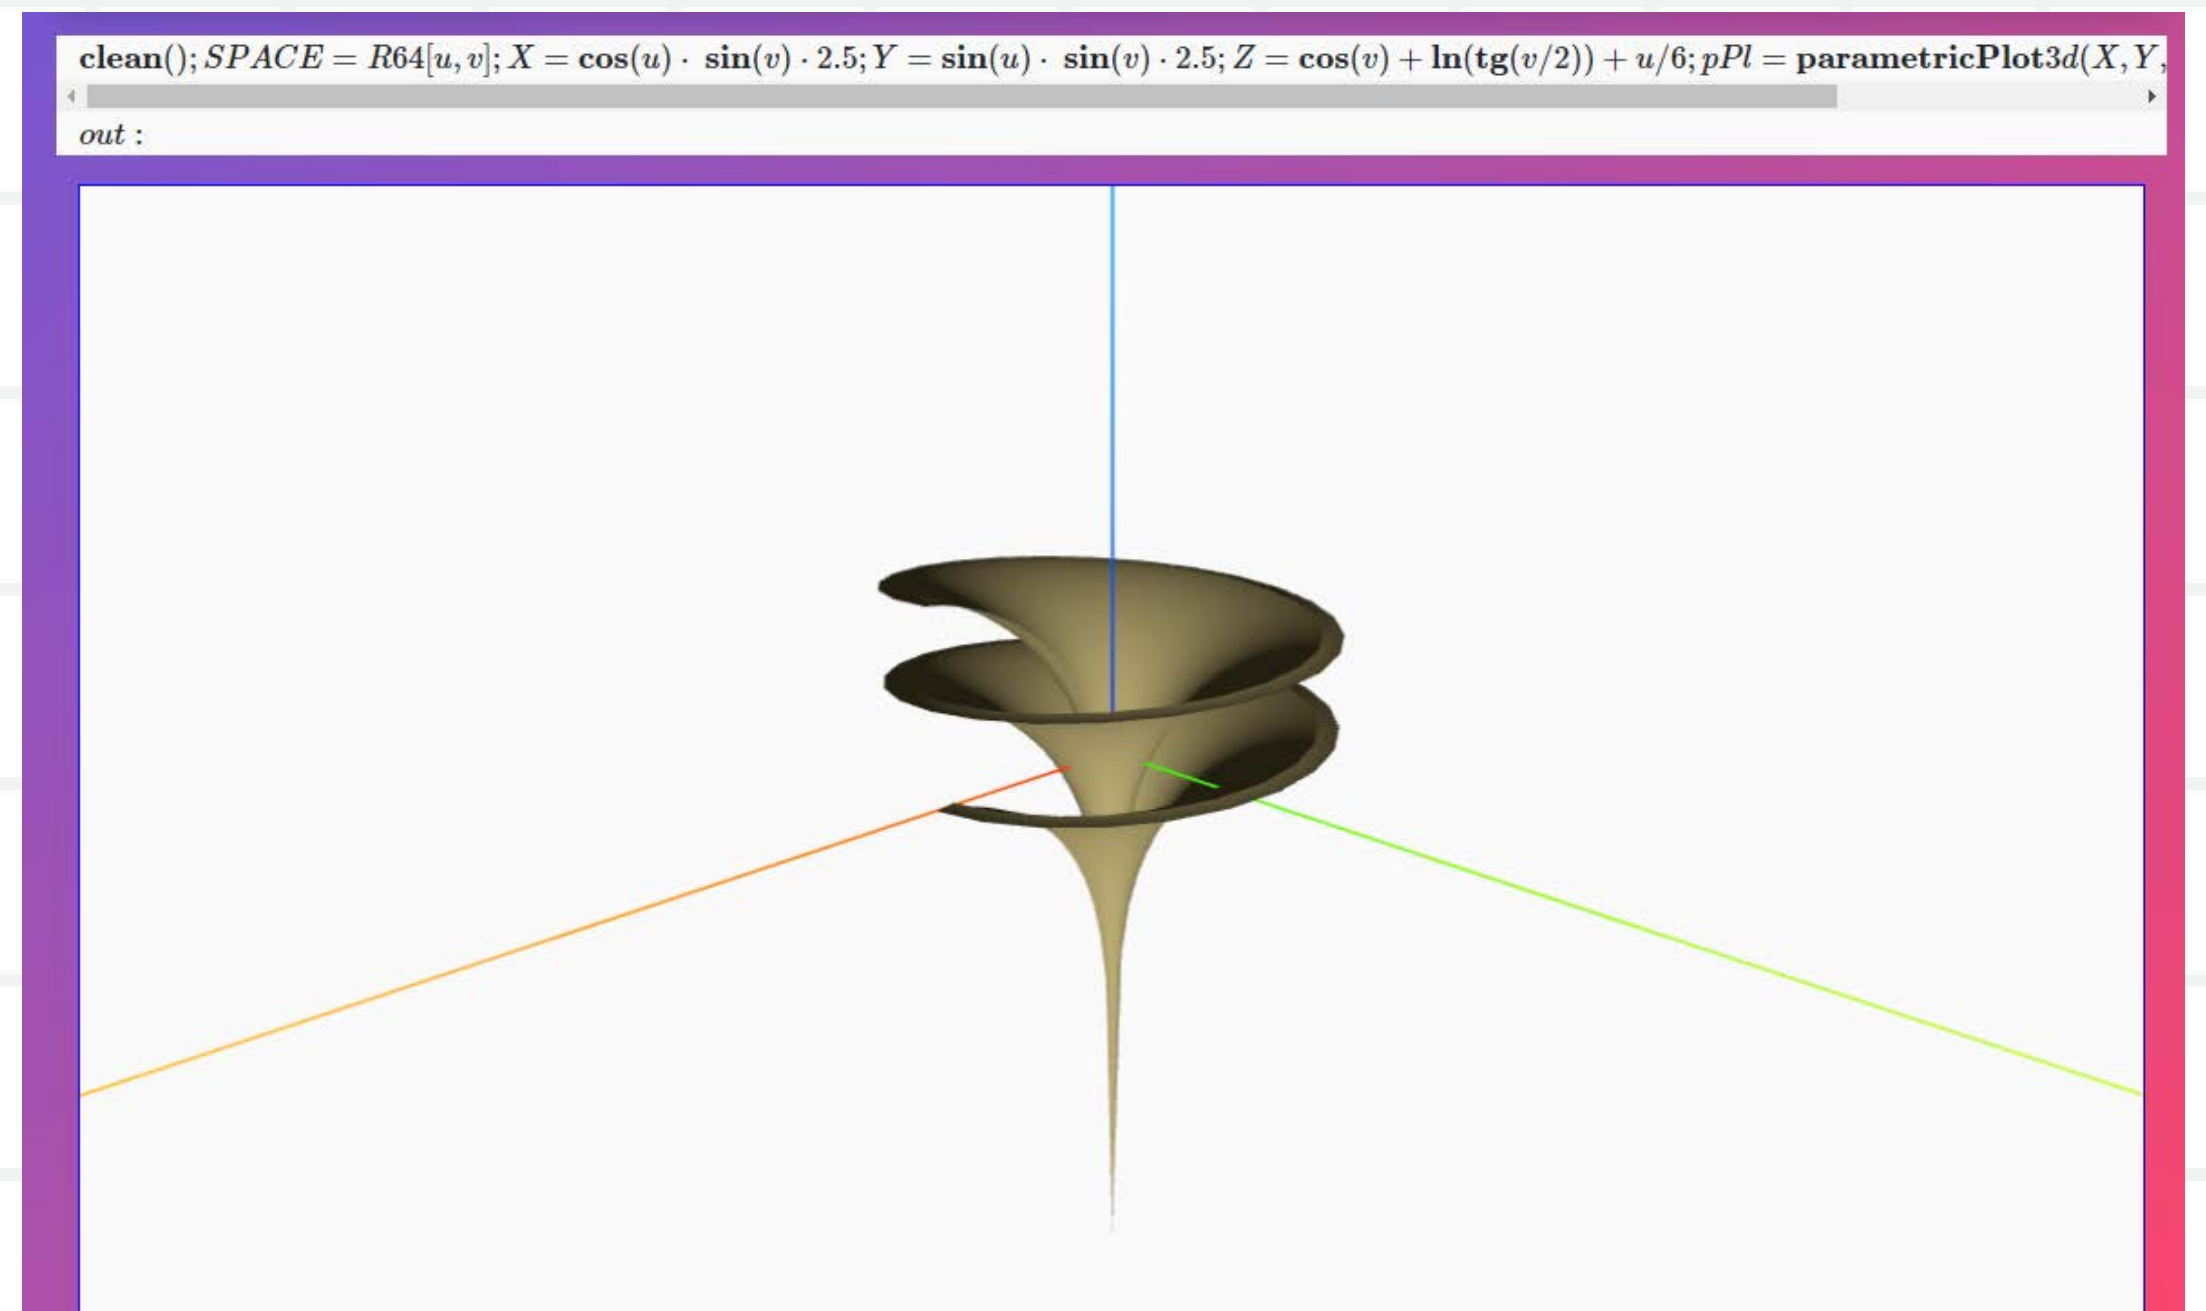 clean(); SPACE = R64[u, v]; X = cos(u) · sin(v) · 2.5; Y = sin(u) · sin(v) · 2.5; Z = cos(v) + ln(tg(v/2)) + u/6; pPl = parametricPlot3d(X, Y,
out :